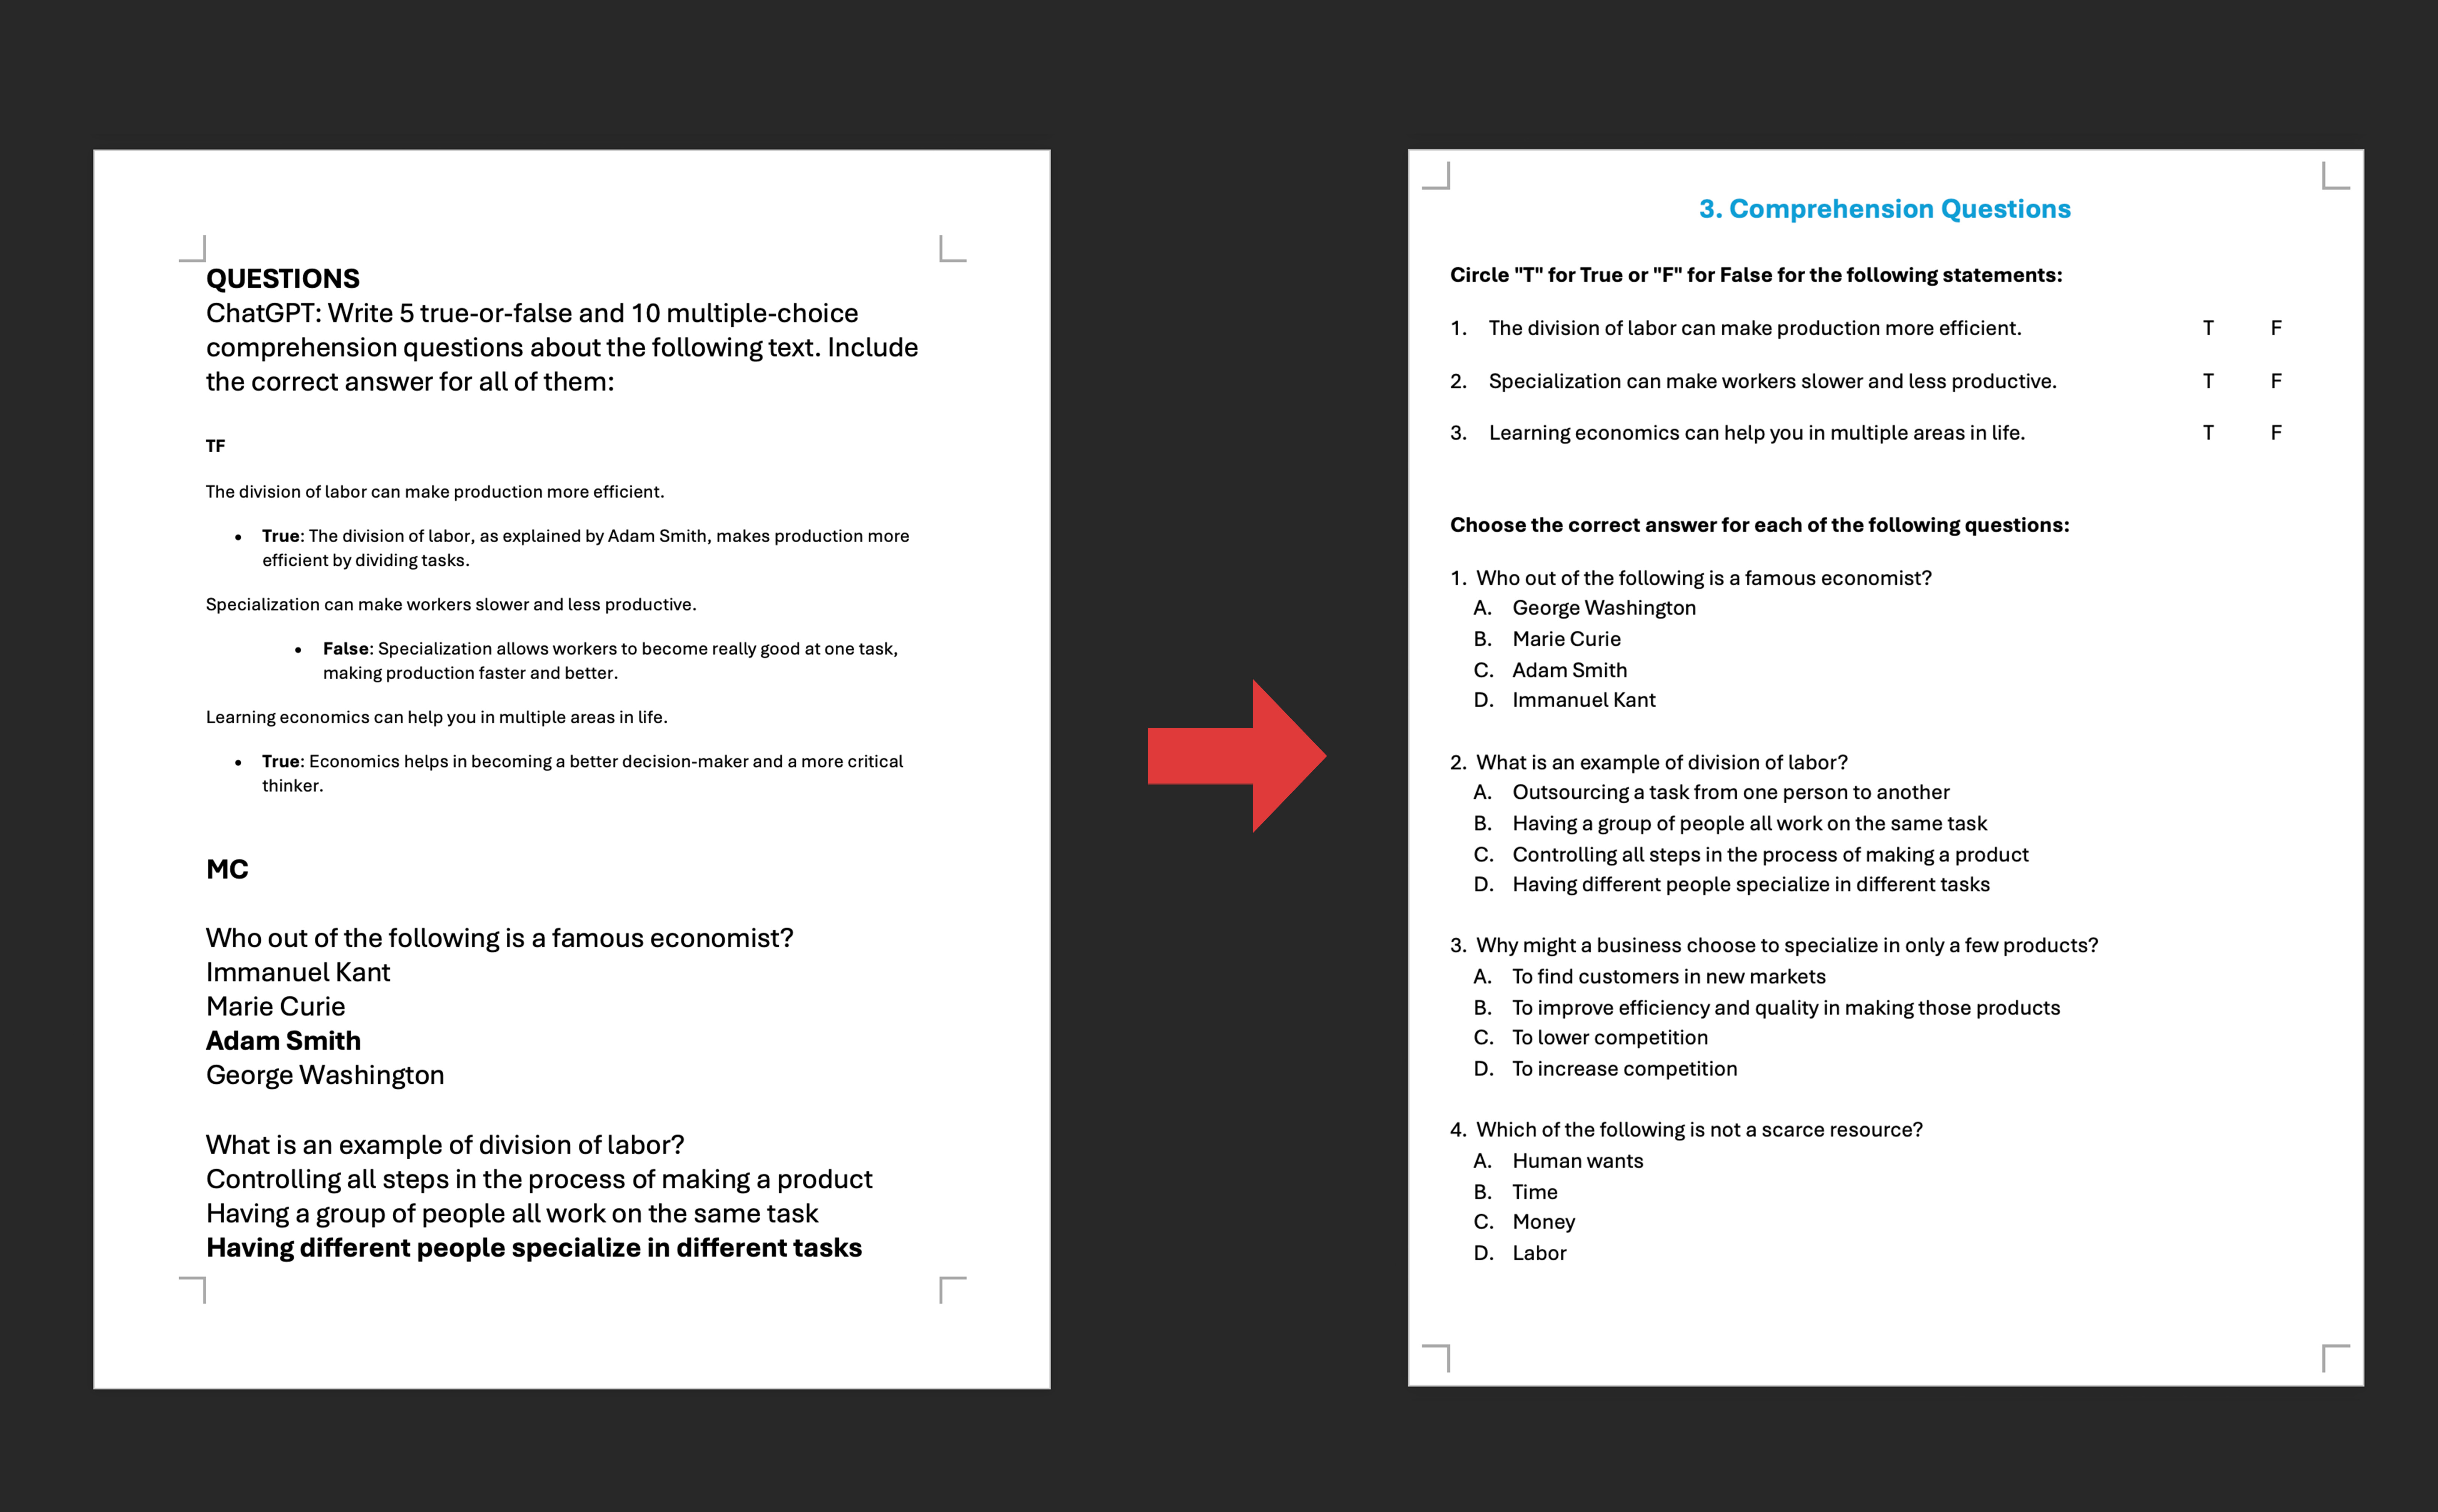 QUESTIONS
ChatGPT: Write 5 true-or-false and 10 multiple-choice
comprehension questions about the following text. Include
the correct answer for all of them:
TF
The division of labor can make production more efficient.
• True: The division of labor, as explained by Adam Smith, makes production more
efficient by dividing tasks.
Specialization can make workers slower and less productive.
• False: Specialization allows workers to become really good at one task,
making production faster and better.
Learning economics can help you in multiple areas in life.
• True: Economics helps in becoming a better decision-maker and a more critical
thinker.
MC
Who out of the following is a famous economist?
Immanuel Kant
Marie Curie
Adam Smith
George Washington
What is an example of division of labor?
Controlling all steps in the process of making a product
Having a group of people all work on the same task
Having different people specialize in different tasks
3. Comprehension Questions
Circle "T" for True or "F" for False for the following statements:
1. The division of labor can make production more efficient. T F
2. Specialization can make workers slower and less productive. T F
3. Learning economics can help you in multiple areas in life. T F
Choose the correct answer for each of the following questions:
1. Who out of the following is a famous economist?
A. George Washington
B. Marie Curie
C. Adam Smith
D. Immanuel Kant
2. What is an example of division of labor?
A. Outsourcing a task from one person to another
B. Having a group of people all work on the same task
C. Controlling all steps in the process of making a product
D. Having different people specialize in different tasks
3. Why might a business choose to specialize in only a few products?
A. To find customers in new markets
B. To improve efficiency and quality in making those products
C. To lower competition
D. To increase competition
4. Which of the following is not a scarce resource?
A. Human wants
B. Time
C. Money
D. Labor